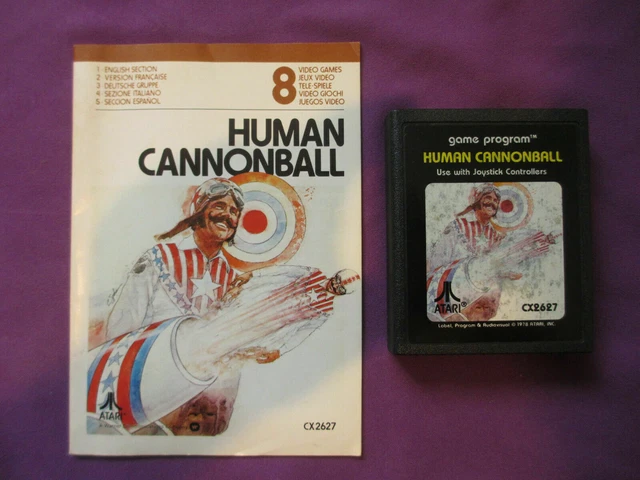 1 - ENGLISH SECTION
2 - VERSION FRANÇAISE
3 - DEUTSCHE GRUPPE
4 - SEZIONE ITALIANO
5 - SECCION ESPAÑOL
8
VIDEO GAMES
JEUX VIDEO
TELE-SPIELE
VIDEO GIOCHI
JUEGOS VIDEO
HUMAN
CANNONBALL
ATARI
CX2627
game program™
HUMAN CANNONBALL
Use with Joystick Controllers
ATARI®
CX2627
Label, Program & Audiovisual © 1978 ATARI, INC.